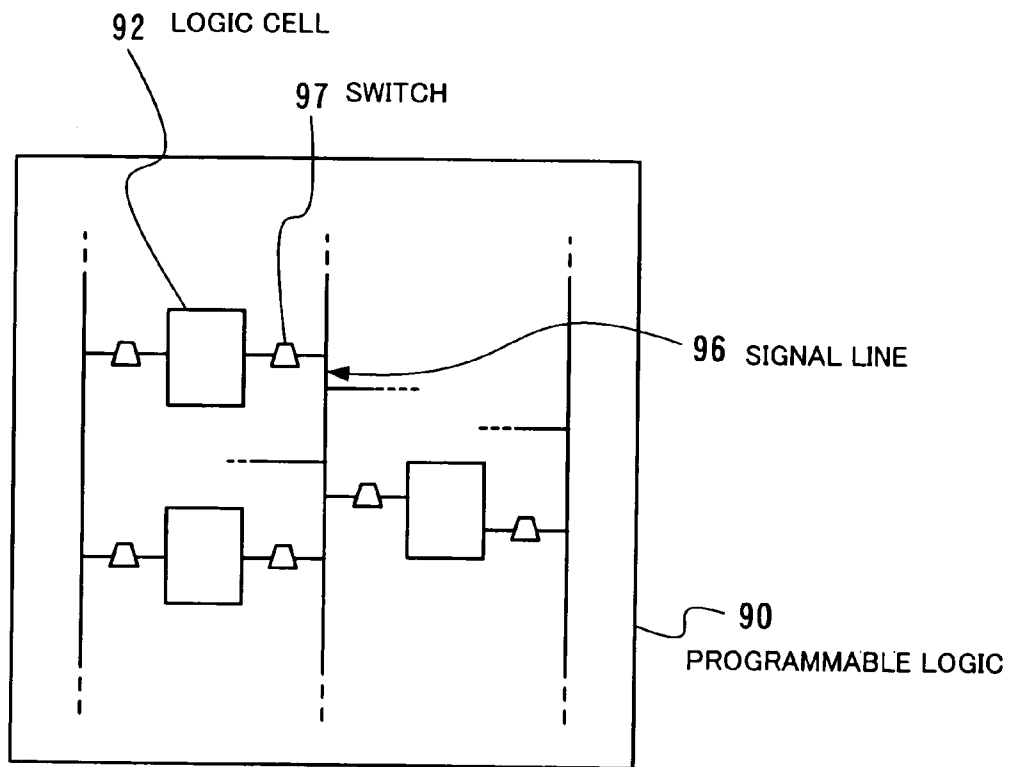 92 LOGIC CELL
97 SWITCH
96 SIGNAL LINE
90
PROGRAMMABLE LOGIC